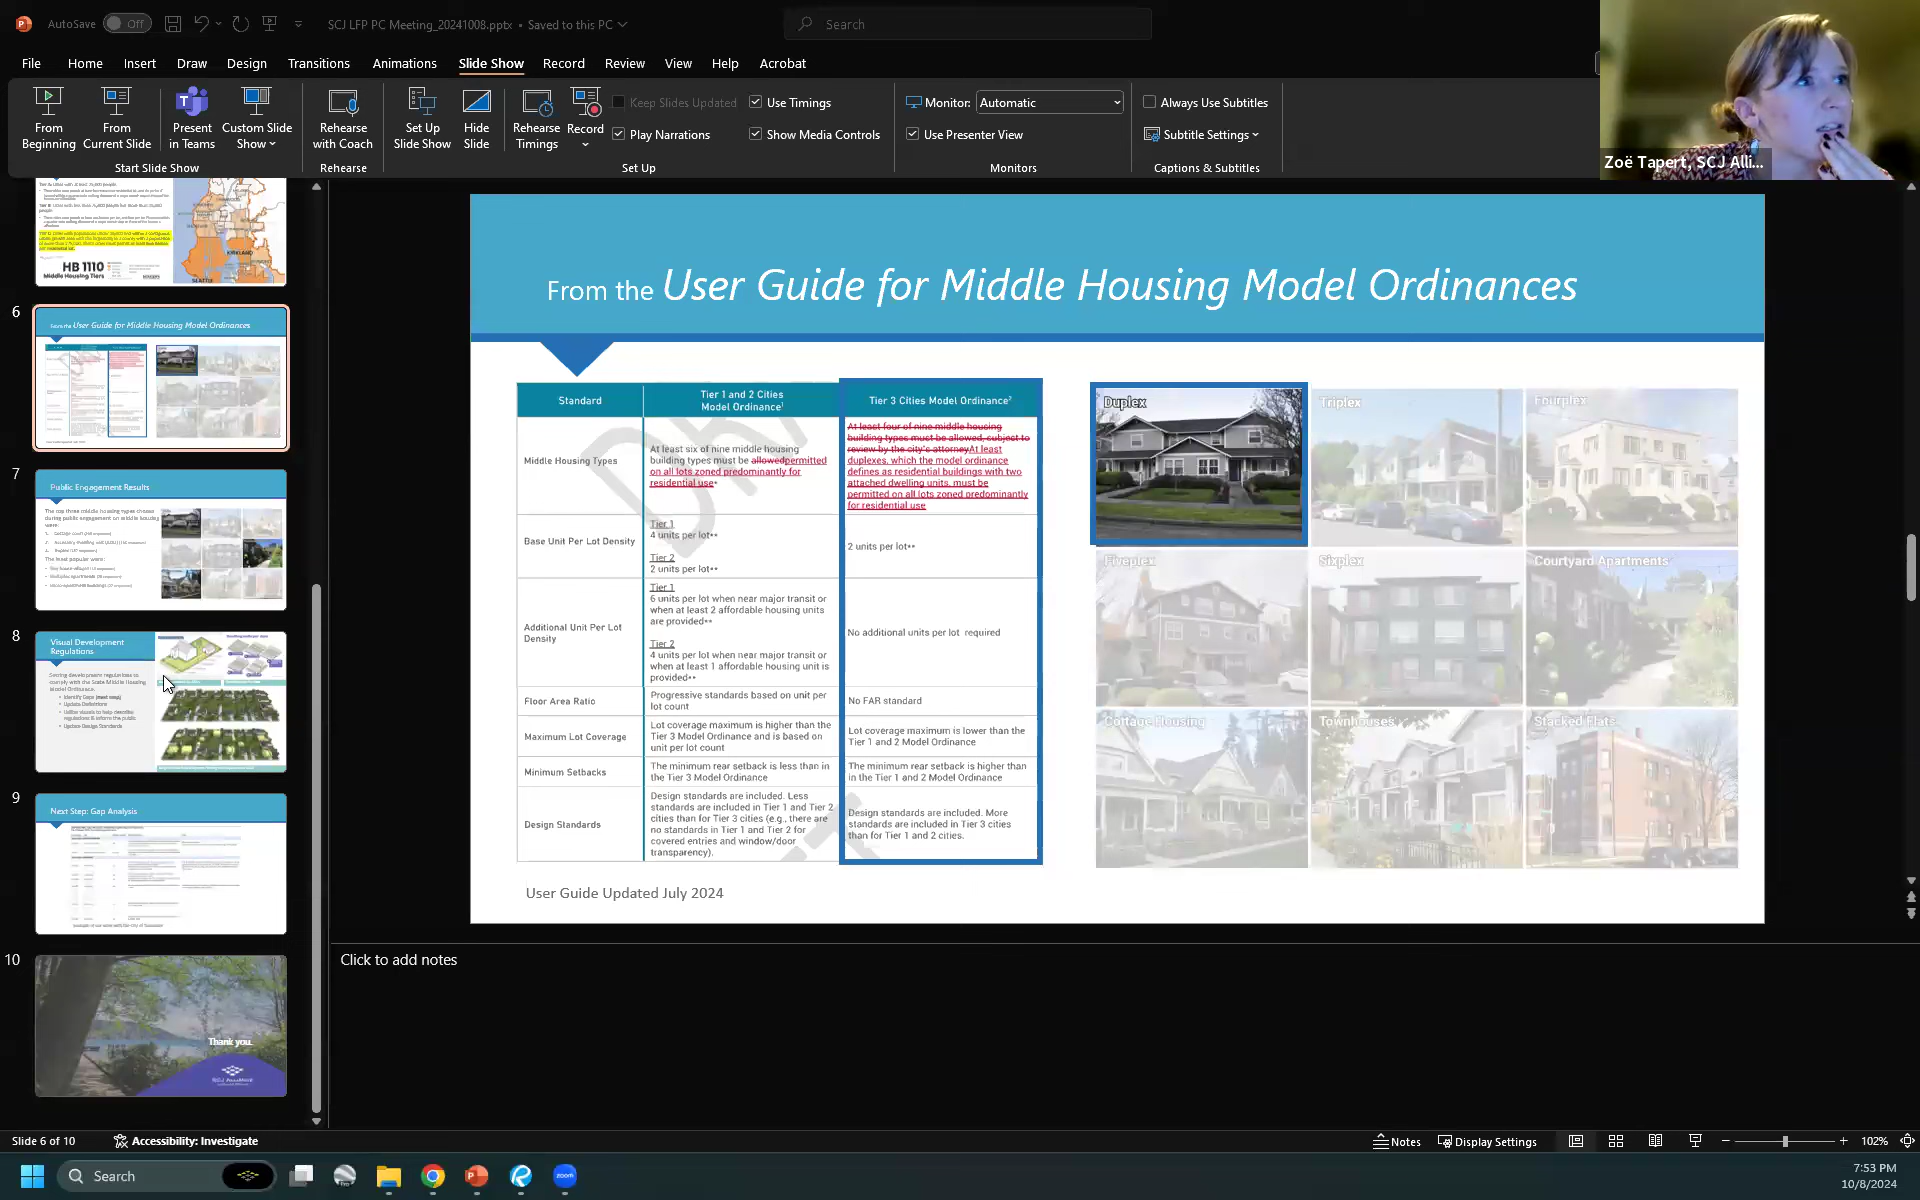 AutoSave Off SCJ LFP PC Meeting_20241008.pptx • Saved to this PC Search
File Home Insert Draw Design Transitions Animations Slide Show Record Review View Help Acrobat
From Beginning
From Current Slide
Present in Teams
Custom Slide Show
Rehearse with Coach
Set Up Slide Show
Hide Slide
Rehearse Timings
Record
Keep Slides Updated
Use Timings
Play Narrations
Show Media Controls
Monitor: Automatic
Use Presenter View
Always Use Subtitles
Subtitle Settings
Start Slide Show Rehearse Set Up Monitors Captions & Subtitles
Zoë Tapert, SCJ Alli...
HB 1110
Middle Housing Tiers
KIRKLAND
SEATTLE
6
From the User Guide for Middle Housing Model Ordinances
7
Public Engagement Results
8
Visual Development
Regulations
9
Next Step: Gap Analysis
10
Thank you.
From the User Guide for Middle Housing Model Ordinances
Standard
Tier 1 and 2 Cities
Model Ordinance¹
Tier 3 Cities Model Ordinance²
Middle Housing Types
At least six of nine middle housing
building types must be allowedpermitted
on all lots zoned predominantly for
residential use*
At least four of nine middle housing
building types must be allowed, subject to
review by the city's attorneyAt least
duplexes, which the model ordinance
defines as residential buildings with two
attached dwelling units, must be
permitted on all lots zoned predominantly
for residential use
Base Unit Per Lot Density
Tier 1
4 units per lot**
Tier 2
2 units per lot**
2 units per lot**
Additional Unit Per Lot
Density
Tier 1
6 units per lot when near major transit or
when at least 2 affordable housing units
are provided**
Tier 2
4 units per lot when near major transit or
when at least 1 affordable housing unit is
provided**
No additional units per lot required
Floor Area Ratio
Progressive standards based on unit per
lot count
No FAR standard
Maximum Lot Coverage
Lot coverage maximum is higher than the
Tier 3 Model Ordinance and is based on
unit per lot count
Lot coverage maximum is lower than the
Tier 1 and 2 Model Ordinance
Minimum Setbacks
The minimum rear setback is less than in
the Tier 3 Model Ordinance
The minimum rear setback is higher than
in the Tier 1 and 2 Model Ordinance
Design Standards
Design standards are included. Less
standards are included in Tier 1 and Tier 2
cities than for Tier 3 cities (e.g., there are
no standards in Tier 1 and Tier 2 for
covered entries and window/door
transparency).
Design standards are included. More
standards are included in Tier 3 cities
than for Tier 1 and 2 cities.
User Guide Updated July 2024
Duplex Triplex Fourplex
Fiveplex Sixplex Courtyard Apartments
Cottage Housing Townhouses Stacked Flats
Click to add notes
Slide 6 of 10 Accessibility: Investigate Notes Display Settings 102%
Search zoom
7:53 PM
10/8/2024